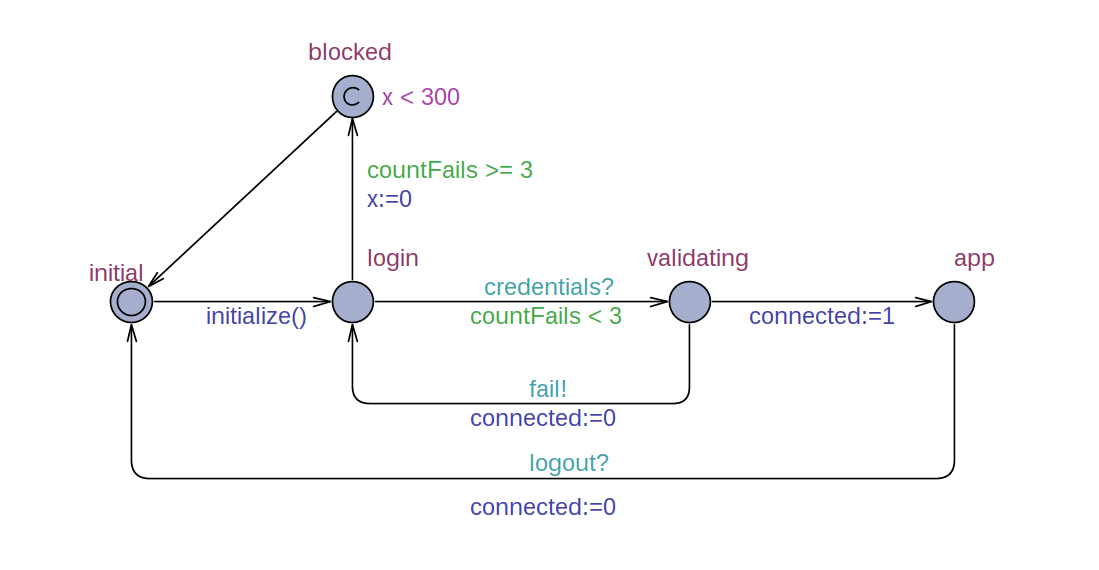 blocked
C
x < 300
countFails >= 3
x:=0
initial
login
validating
app
credentials?
initialize()
countFails < 3
connected:=1
fail!
connected:=0
logout?
connected:=0